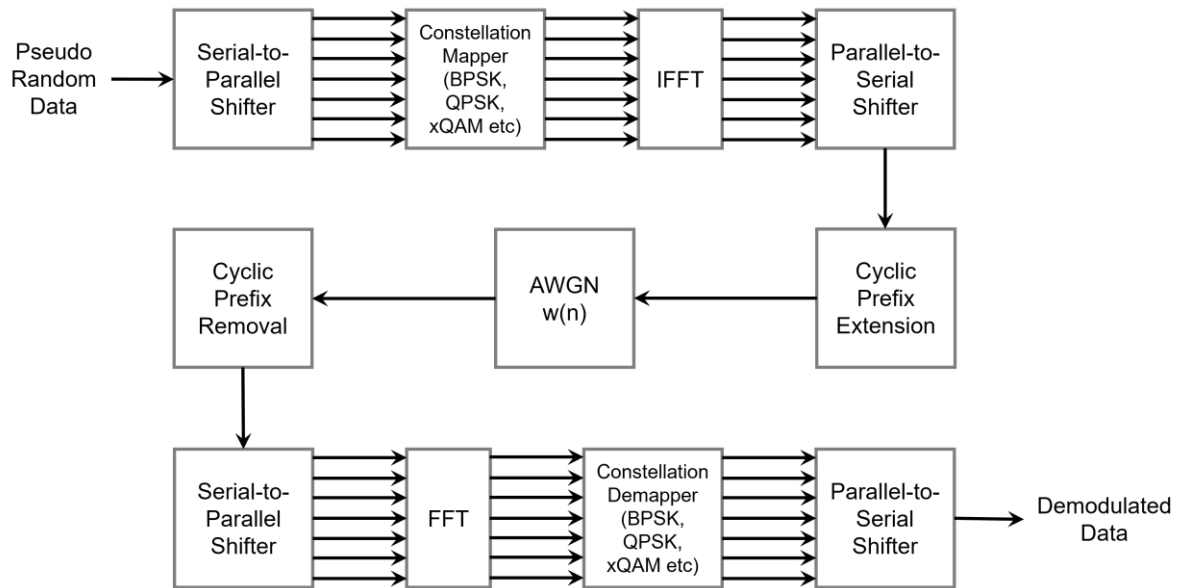 Pseudo
Random
Data
Serial-to-
Parallel
Shifter
Constellation
Mapper
(BPSK,
QPSK,
xQAM etc)
IFFT
Parallel-to-
Serial
Shifter
Cyclic
Prefix
Removal
AWGN
w(n)
Cyclic
Prefix
Extension
Serial-to-
Parallel
Shifter
FFT
Constellation
Demapper
(BPSK,
QPSK,
xQAM etc)
Parallel-to-
Serial
Shifter
Demodulated
Data